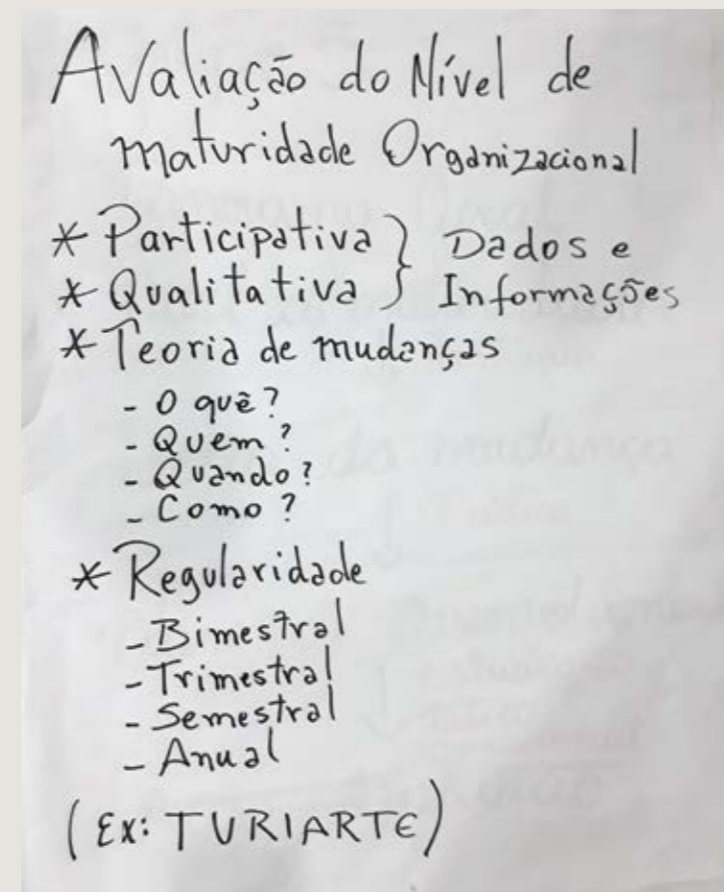 Avaliação do Nível de
maturidade Organizacional
* Participativa } Dados e
* Qualitativa } Informações
* Teoria de mudanças
- O quê?
- Quem?
- Quando?
- Como?
* Regularidade
- Bimestral
- Trimestral
- Semestral
- Anual
(Ex: TURIARTE)